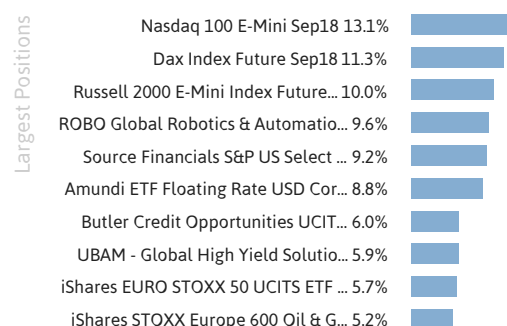 Largest Positions
Nasdaq 100 E-Mini Sep18 13.1%
Dax Index Future Sep18 11.3%
Russell 2000 E-Mini Index Future... 10.0%
ROBO Global Robotics & Automatio... 9.6%
Source Financials S&P US Select ... 9.2%
Amundi ETF Floating Rate USD Cor... 8.8%
Butler Credit Opportunities UCIT... 6.0%
UBAM - Global High Yield Solutio... 5.9%
iShares EURO STOXX 50 UCITS ETF ... 5.7%
iShares STOXX Europe 600 Oil & G... 5.2%